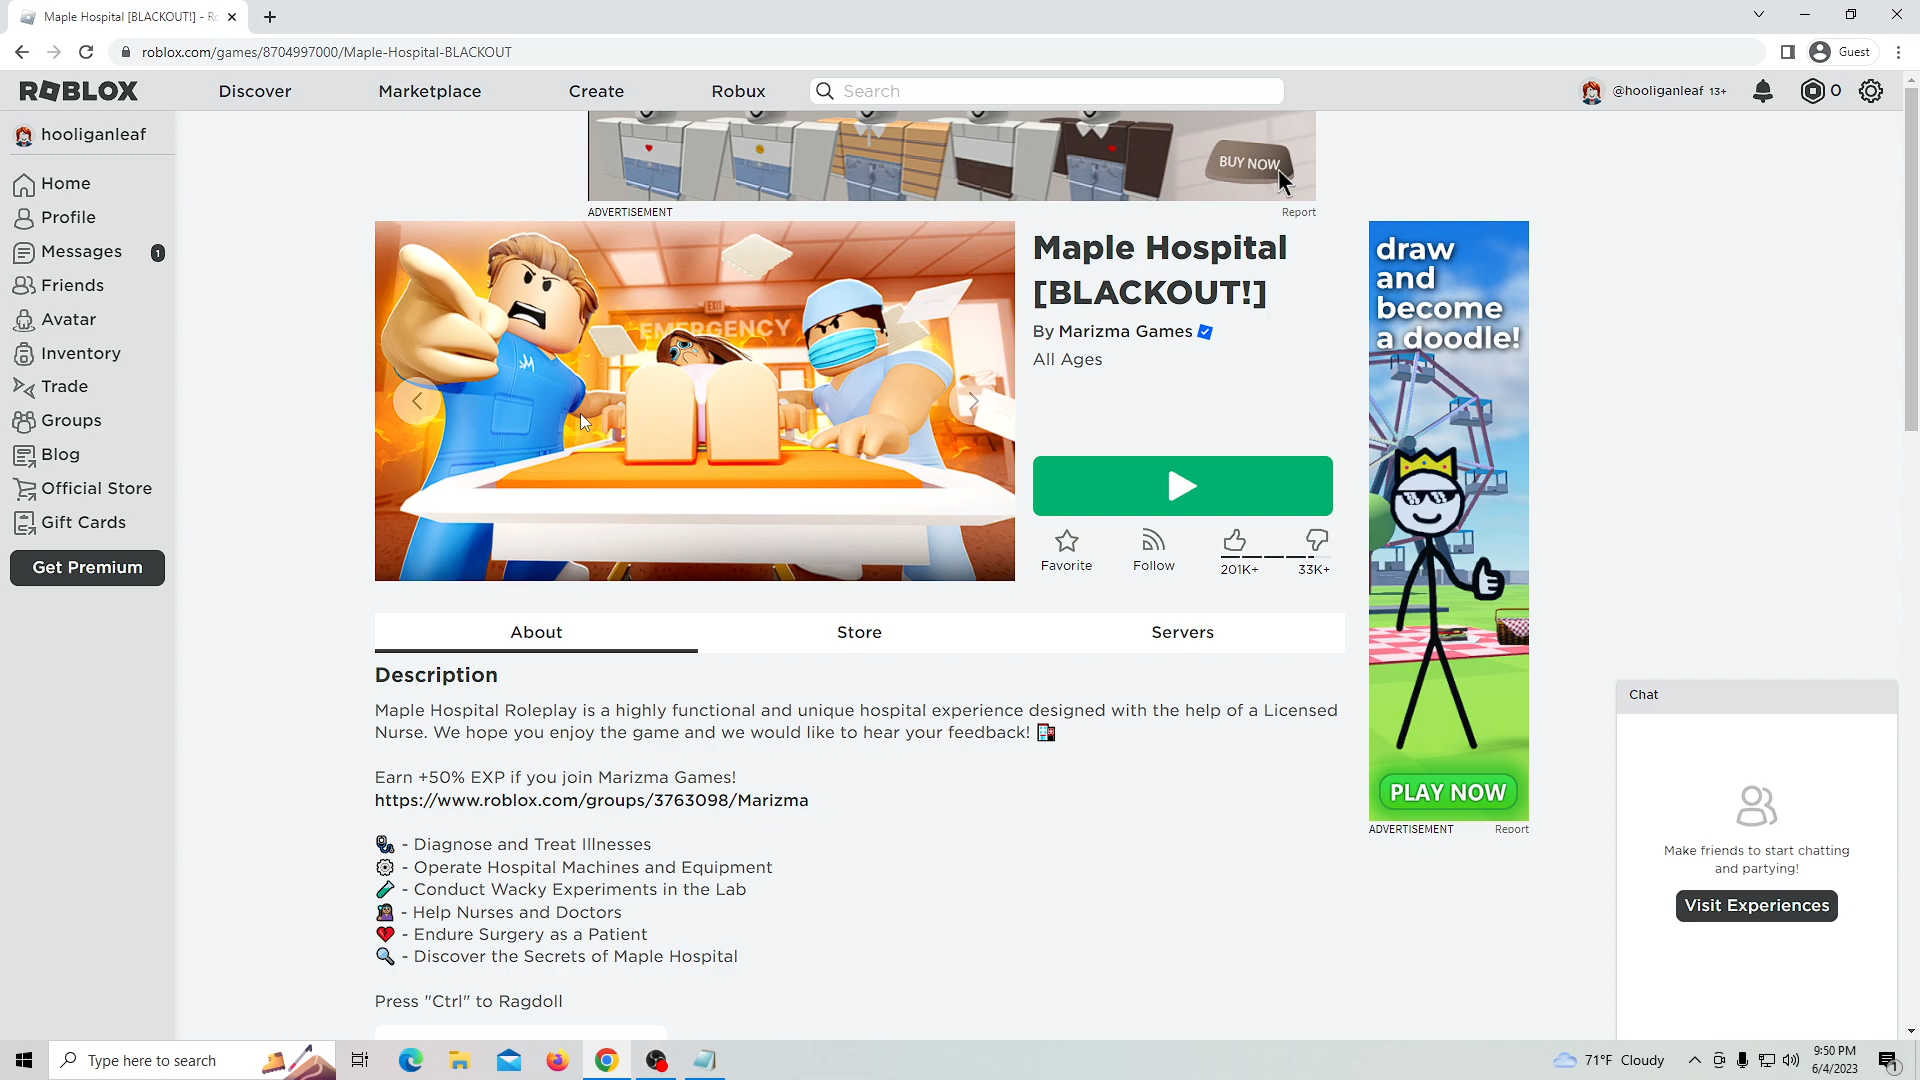 Maple Hospital [BLACKOUT!] - Ro
roblox.com/games/8704997000/Maple-Hospital-BLACKOUT
Guest
ROBLOX
Discover
Marketplace
Create
Robux
Search
@hooliganleaf 13+
0
hooliganleaf
Home
Profile
Messages
1
Friends
Avatar
Inventory
Trade
Groups
Blog
Official Store
Gift Cards
Get Premium
BUY NOW
ADVERTISEMENT
Report
EXIT
EMERGENCY
Maple Hospital
[BLACKOUT!]
By Marizma Games
All Ages
Favorite
Follow
201K+
33K+
draw
and
become
a doodle!
PLAY NOW
ADVERTISEMENT
Report
About
Store
Servers
Description
Maple Hospital Roleplay is a highly functional and unique hospital experience designed with the help of a Licensed
Nurse. We hope you enjoy the game and we would like to hear your feedback! 🏥
Earn +50% EXP if you join Marizma Games!
https://www.roblox.com/groups/3763098/Marizma
🩺 - Diagnose and Treat Illnesses
⚙️ - Operate Hospital Machines and Equipment
🧪 - Conduct Wacky Experiments in the Lab
- Help Nurses and Doctors
💔 - Endure Surgery as a Patient
🔍 - Discover the Secrets of Maple Hospital
Press "Ctrl" to Ragdoll
Chat
Make friends to start chatting
and partying!
Visit Experiences
Type here to search
71°F Cloudy
9:50 PM
6/4/2023
1